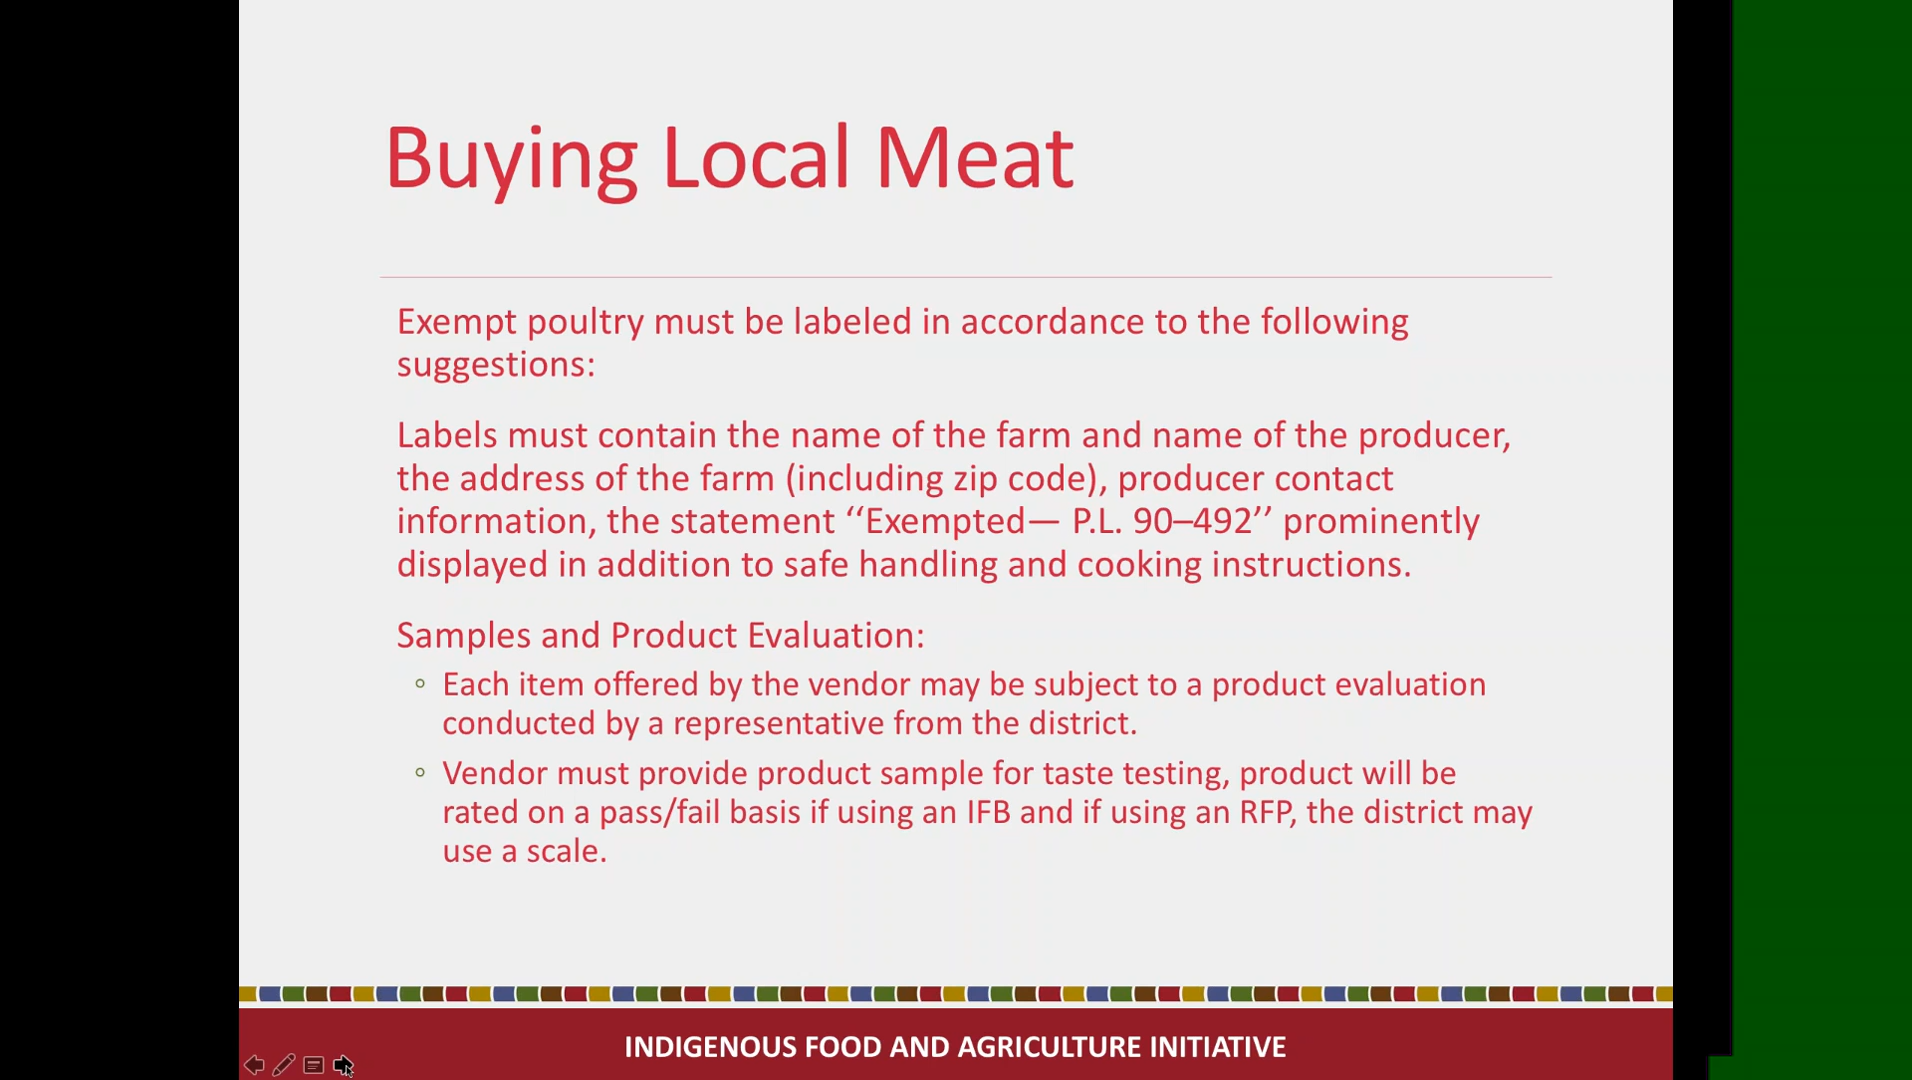 Buying Local Meat
Exempt poultry must be labeled in accordance to the following
suggestions:
Labels must contain the name of the farm and name of the producer,
the address of the farm (including zip code), producer contact
information, the statement ‘‘Exempted— P.L. 90–492’’ prominently
displayed in addition to safe handling and cooking instructions.
Samples and Product Evaluation:
◦ Each item offered by the vendor may be subject to a product evaluation
conducted by a representative from the district.
◦ Vendor must provide product sample for taste testing, product will be
rated on a pass/fail basis if using an IFB and if using an RFP, the district may
use a scale.
INDIGENOUS FOOD AND AGRICULTURE INITIATIVE